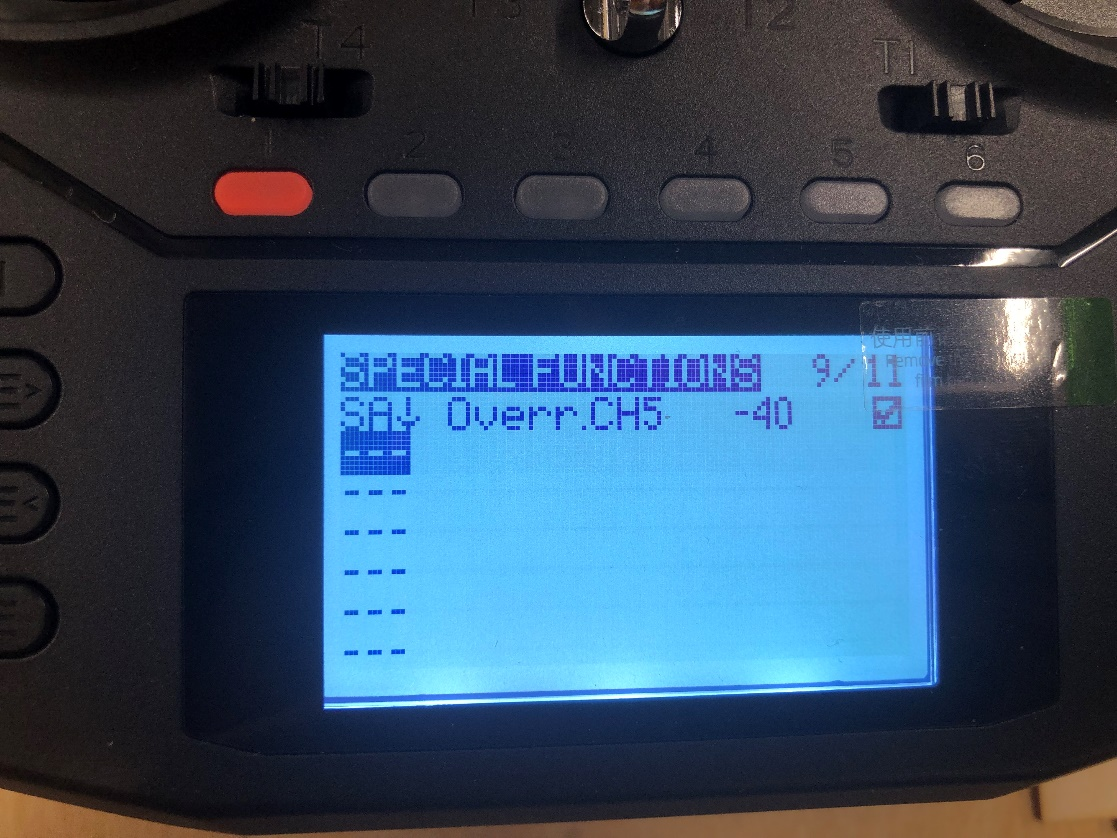 T3 T2
T4 T1
1 2 3 4 5 6
SPECIAL FUNCTIONS 9/11
SA↓ Overr.CH5 -40 ☑
---
---
---
---
---
---
使用前
Remove